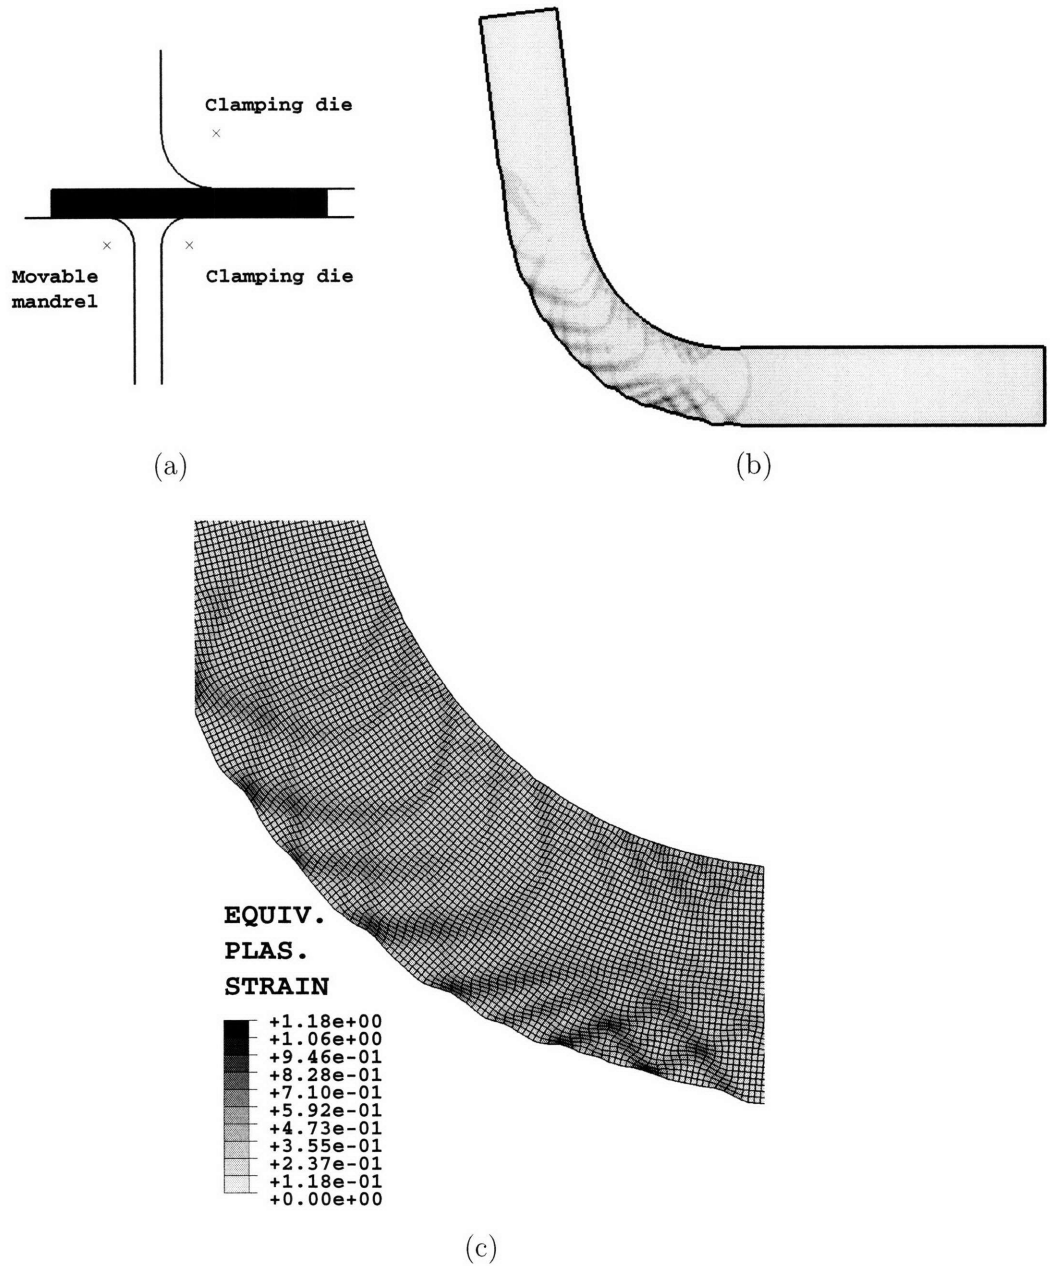 Clamping die
Movable
mandrel
Clamping die
(a)
(b)
EQUIV.
PLAS.
STRAIN
+1.18e+00
+1.06e+00
+9.46e-01
+8.28e-01
+7.10e-01
+5.92e-01
+4.73e-01
+3.55e-01
+2.37e-01
+1.18e-01
+0.00e+00
(c)